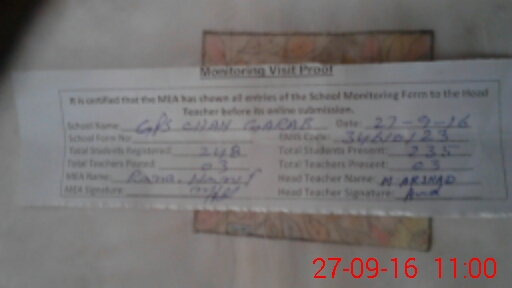 Monitoring Visit Proof
It is certified that the MEA has shown all entries of the School Monitoring Form to the Head
Teacher before its online submission.
School Name: GPS CHAH GARAB Date: 27-9-16
School Form No: EMIS Code: 34610123
Total Students Registered: 248 Total Students Present: 235
Total Teachers Posted: 03 Total Teachers Present: 03
MEA Name: Rana Head Teacher Name: M. ARSHAD
MEA Signature: Head Teacher Signature:
27-09-16 11:00